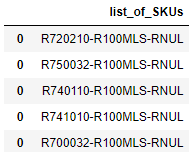 list_of_SKUs
0 R720210-R100MLS-RNUL
0 R750032-R100MLS-RNUL
0 R740110-R100MLS-RNUL
0 R741010-R100MLS-RNUL
0 R700032-R100MLS-RNUL